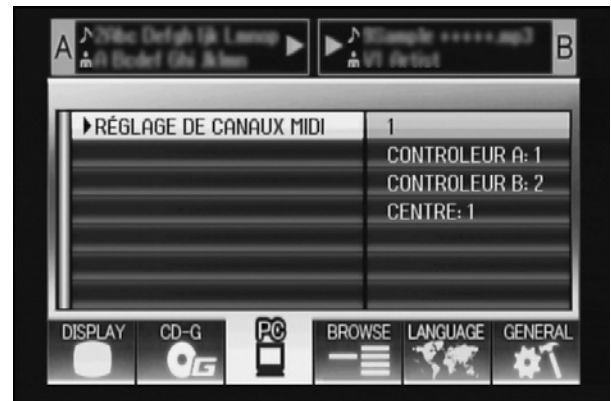 A
B
RÉGLAGE DE CANAUX MIDI
1
CONTROLEUR A: 1
CONTROLEUR B: 2
CENTRE: 1
DISPLAY CD-G PC BROWSE LANGUAGE GENERAL